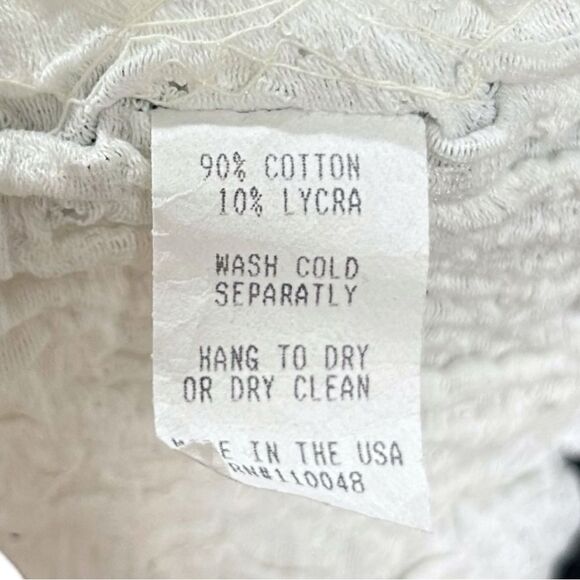 90% COTTON
10% LYCRA
WASH COLD
SEPARATLY
HANG TO DRY
OR DRY CLEAN
IN THE USA
RN#110048